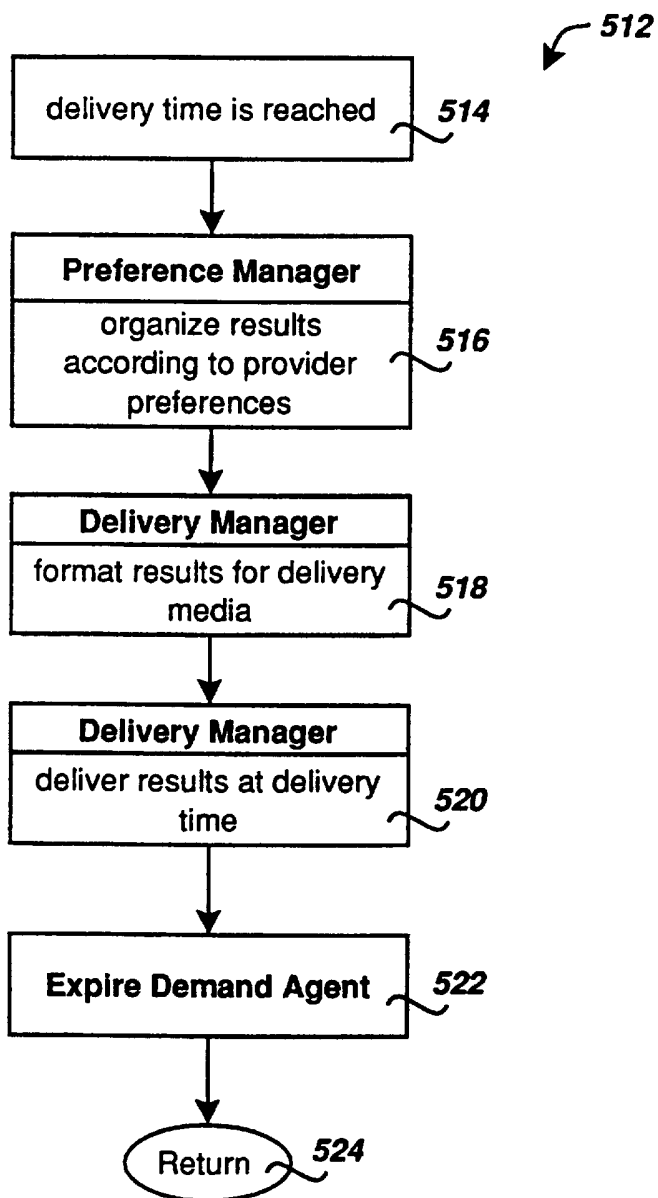 512
delivery time is reached
514
Preference Manager
organize results
according to provider
preferences
516
Delivery Manager
format results for delivery
media
518
Delivery Manager
deliver results at delivery
time
520
Expire Demand Agent
522
Return
524